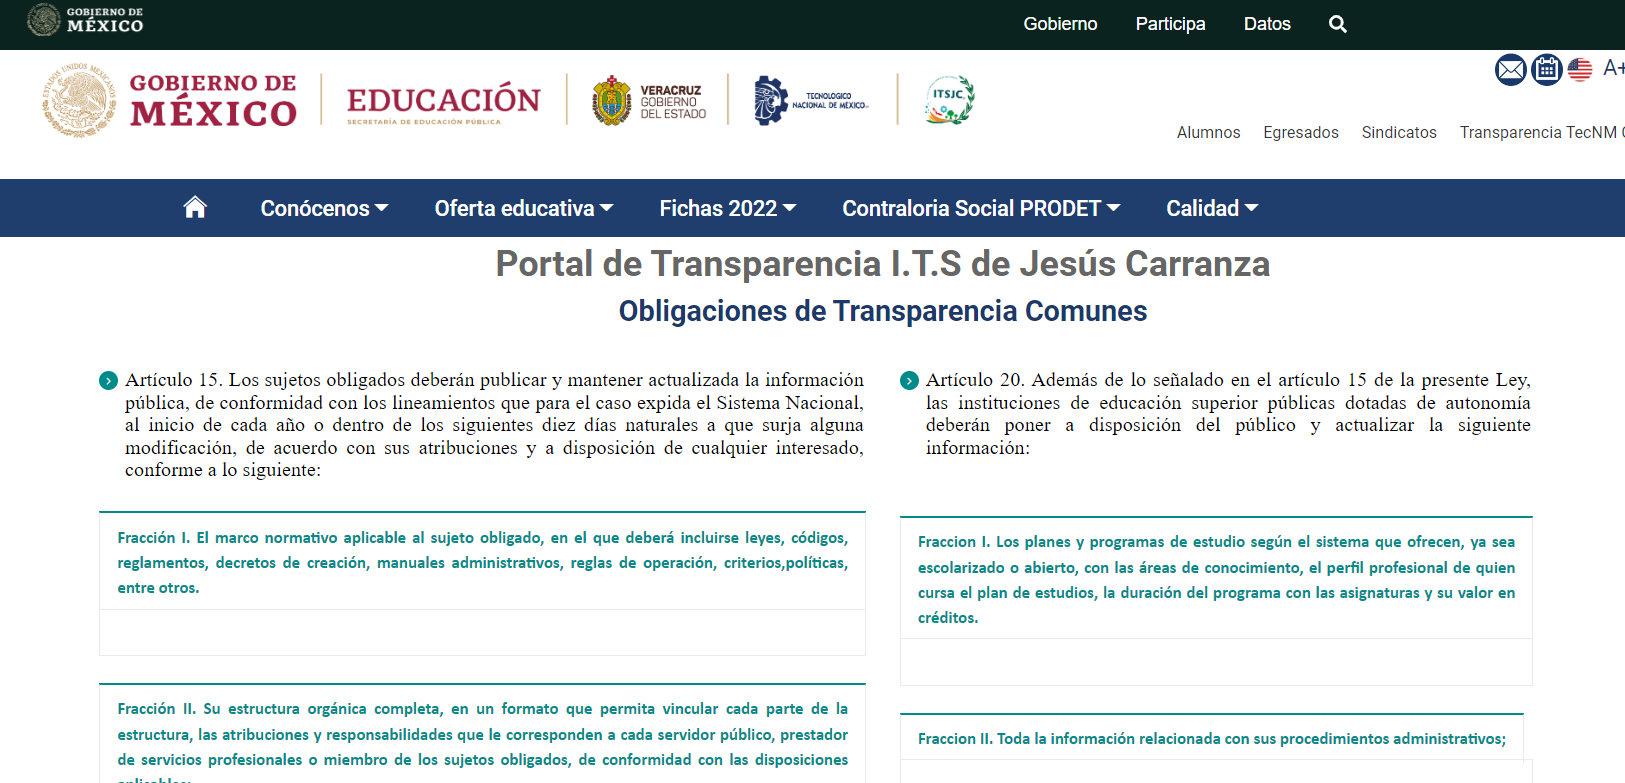 GOBIERNO DE
MÉXICO
Gobierno
Participa
Datos
GOBIERNO DE
MÉXICO
EDUCACIÓN
SECRETARÍA DE EDUCACIÓN PÚBLICA
VERACRUZ
GOBIERNO
DEL ESTADO
TECNOLÓGICO
NACIONAL DE MÉXICO
ITSJC
A+
Alumnos
Egresados
Sindicatos
Transparencia TecNM
Conócenos
Oferta educativa
Fichas 2022
Contraloria Social PRODET
Calidad
Portal de Transparencia I.T.S de Jesús Carranza
Obligaciones de Transparencia Comunes
Artículo 15. Los sujetos obligados deberán publicar y mantener actualizada la información
pública, de conformidad con los lineamientos que para el caso expida el Sistema Nacional,
al inicio de cada año o dentro de los siguientes diez días naturales a que surja alguna
modificación, de acuerdo con sus atribuciones y a disposición de cualquier interesado,
conforme a lo siguiente:
Fracción I. El marco normativo aplicable al sujeto obligado, en el que deberá incluirse leyes, códigos,
reglamentos, decretos de creación, manuales administrativos, reglas de operación, criterios,políticas,
entre otros.
Fracción II. Su estructura orgánica completa, en un formato que permita vincular cada parte de la
estructura, las atribuciones y responsabilidades que le corresponden a cada servidor público, prestador
de servicios profesionales o miembro de los sujetos obligados, de conformidad con las disposiciones
Artículo 20. Además de lo señalado en el artículo 15 de la presente Ley,
las instituciones de educación superior públicas dotadas de autonomía
deberán poner a disposición del público y actualizar la siguiente
información:
Fraccion I. Los planes y programas de estudio según el sistema que ofrecen, ya sea
escolarizado o abierto, con las áreas de conocimiento, el perfil profesional de quien
cursa el plan de estudios, la duración del programa con las asignaturas y su valor en
créditos.
Fraccion II. Toda la información relacionada con sus procedimientos administrativos;